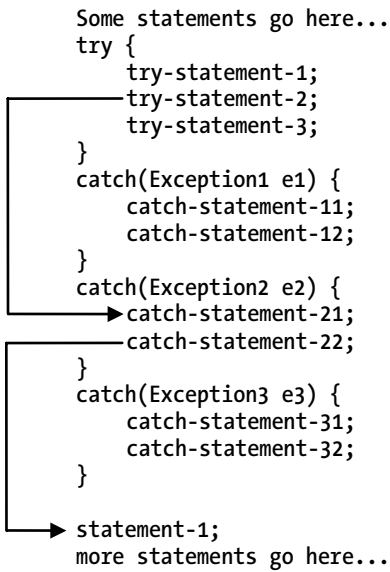 Some statements go here...
try {
try-statement-1;
try-statement-2;
try-statement-3;
}
catch(Exception1 e1) {
catch-statement-11;
catch-statement-12;
}
catch(Exception2 e2) {
catch-statement-21;
catch-statement-22;
}
catch(Exception3 e3) {
catch-statement-31;
catch-statement-32;
}
statement-1;
more statements go here...